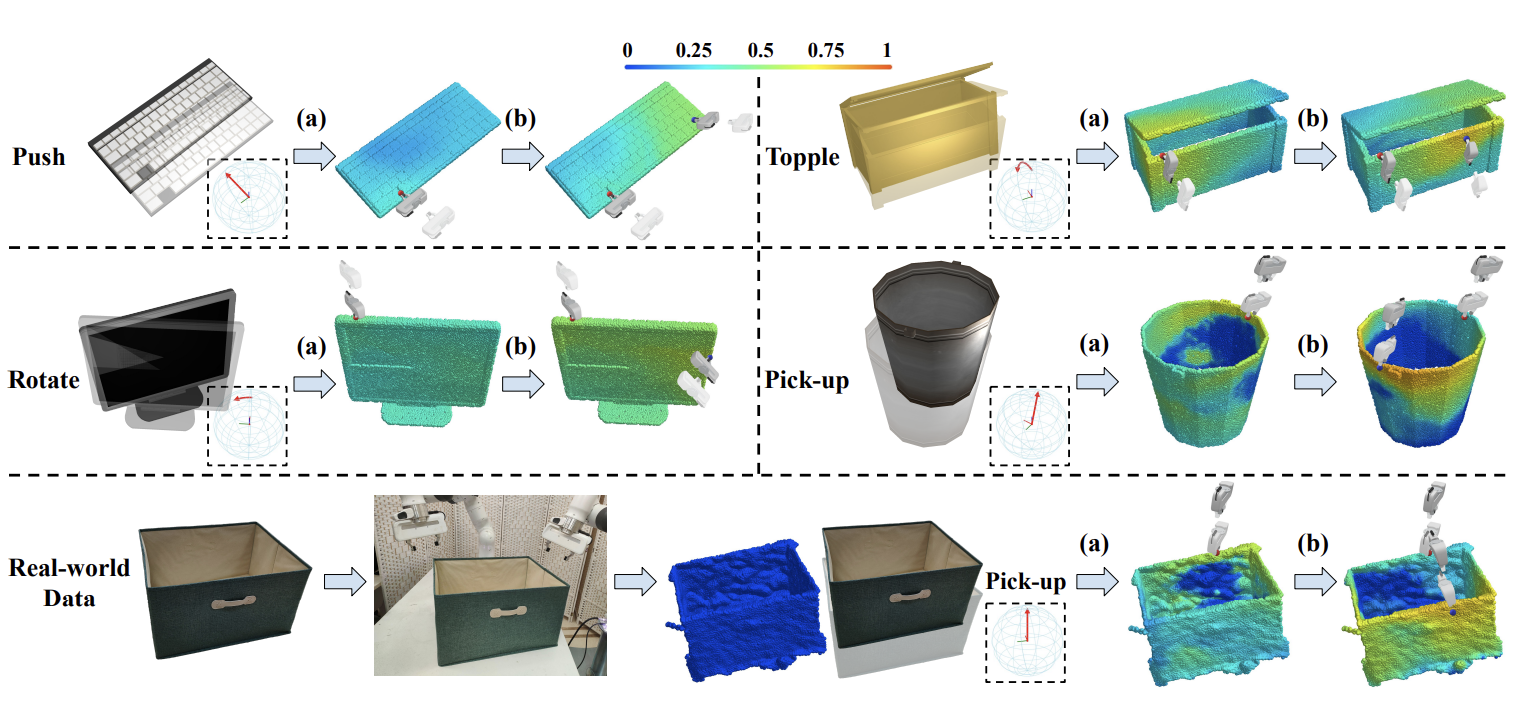 0 0.25 0.5 0.75 1
Push (a) (b)
Topple (a) (b)
Rotate (a) (b)
Pick-up (a) (b)
Real-world
Data
Pick-up (a) (b)